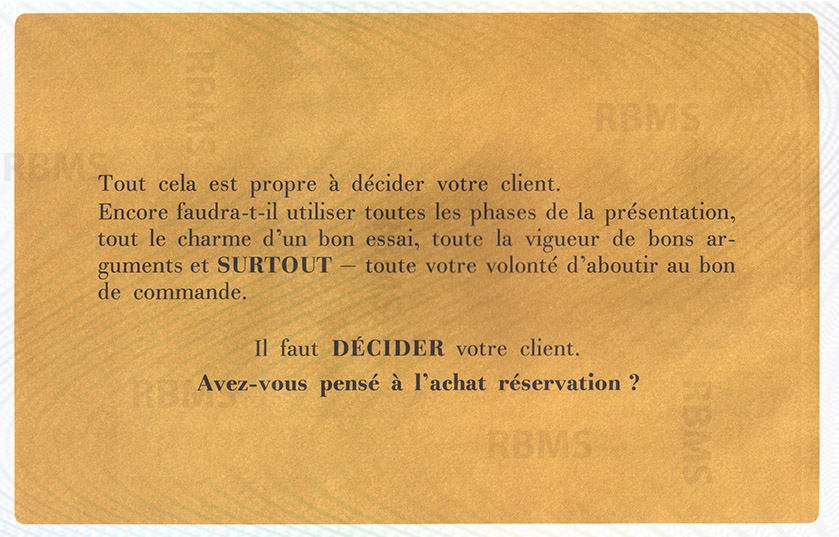 RBMS
RBMS
RBMS
Tout cela est propre à décider votre client.
Encore faudra-t-il utiliser toutes les phases de la présentation,
tout le charme d'un bon essai, toute la vigueur de bons ar-
guments et SURTOUT — toute votre volonté d'aboutir au bon
de commande.
Il faut DÉCIDER votre client.
Avez-vous pensé à l'achat réservation ?
RBMS
RBMS
RBMS